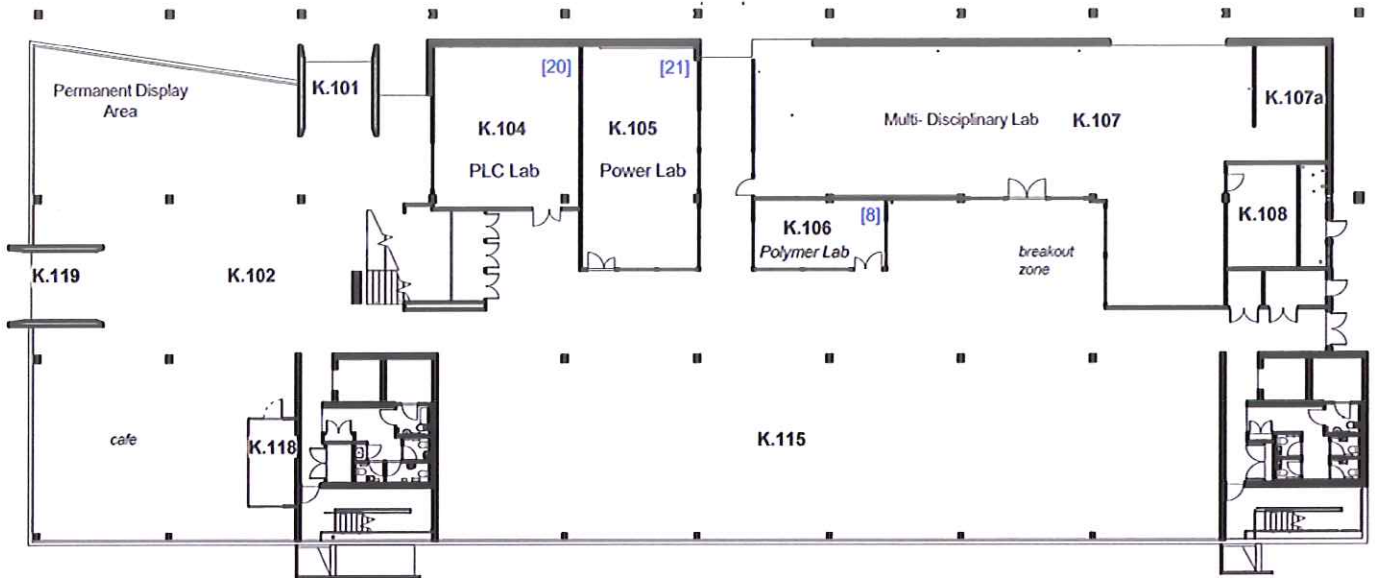 [20]
[21]
K.101
Permanent Display
Area
K.107a
Multi- Disciplinary Lab K.107
K.104
K.105
PLC Lab
Power Lab
[8]
K.106
K.108
Polymer Lab
breakout
zone
K.119
K.102
cafe
K.118
K.115